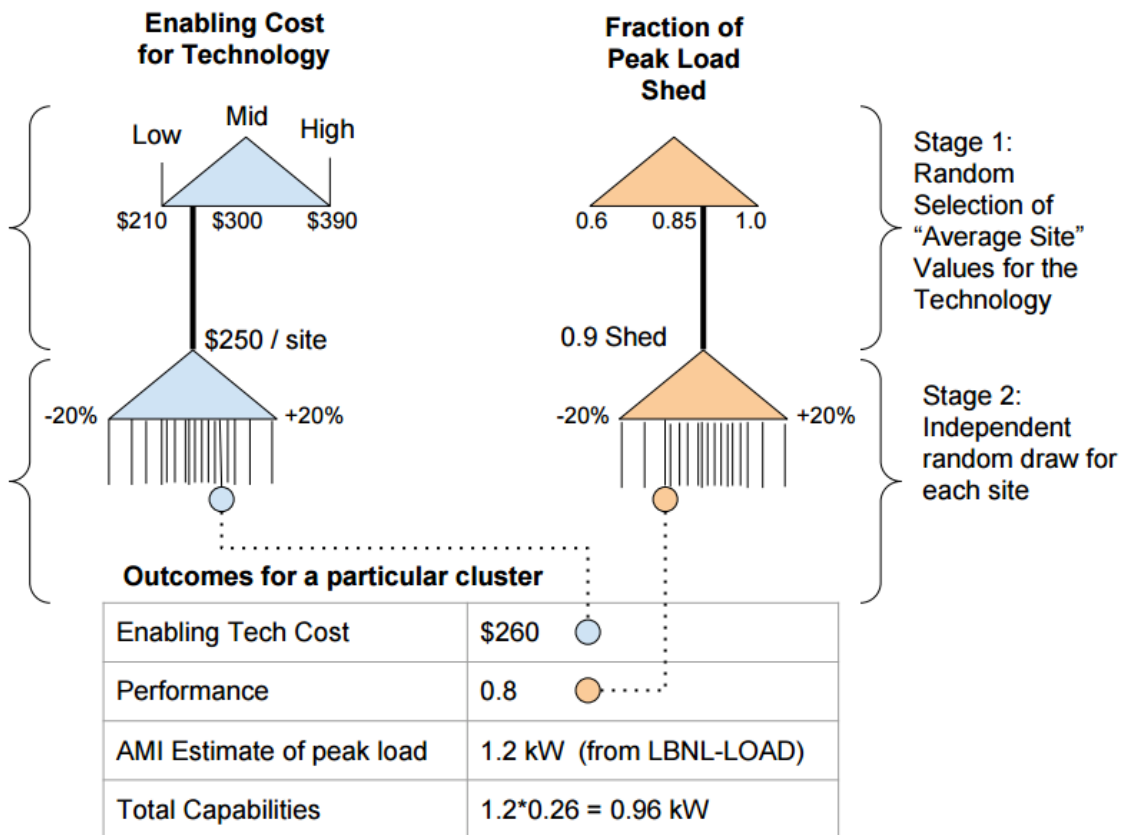 Enabling Cost
for Technology
Fraction of
Peak Load
Shed
Low
Mid
High
$210
$300
$390
0.6
0.85
1.0
Stage 1:
Random
Selection of
“Average Site”
Values for the
Technology
$250 / site
0.9 Shed
-20%
+20%
-20%
+20%
Stage 2:
Independent
random draw for
each site
Outcomes for a particular cluster
Enabling Tech Cost
$260
Performance
0.8
AMI Estimate of peak load
1.2 kW (from LBNL-LOAD)
Total Capabilities
1.2*0.26 = 0.96 kW